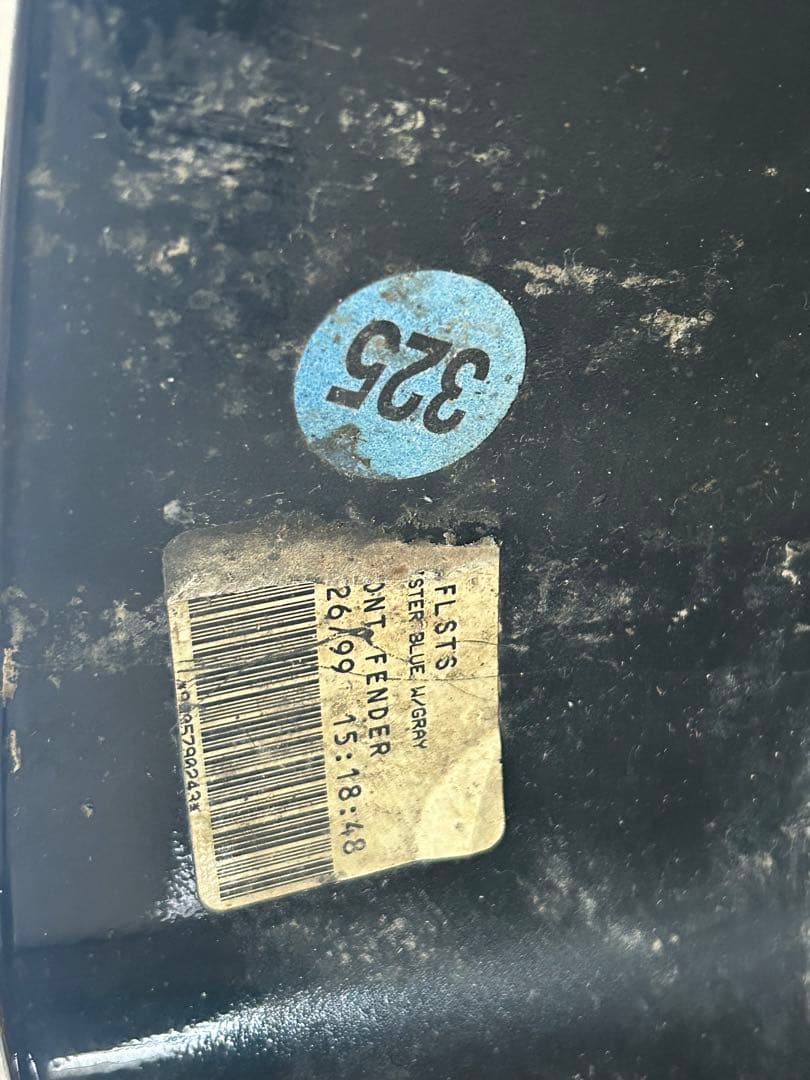 325
FLSTS
STER BLUE W/GRAY
ONT FENDER
26/99 15:18:48